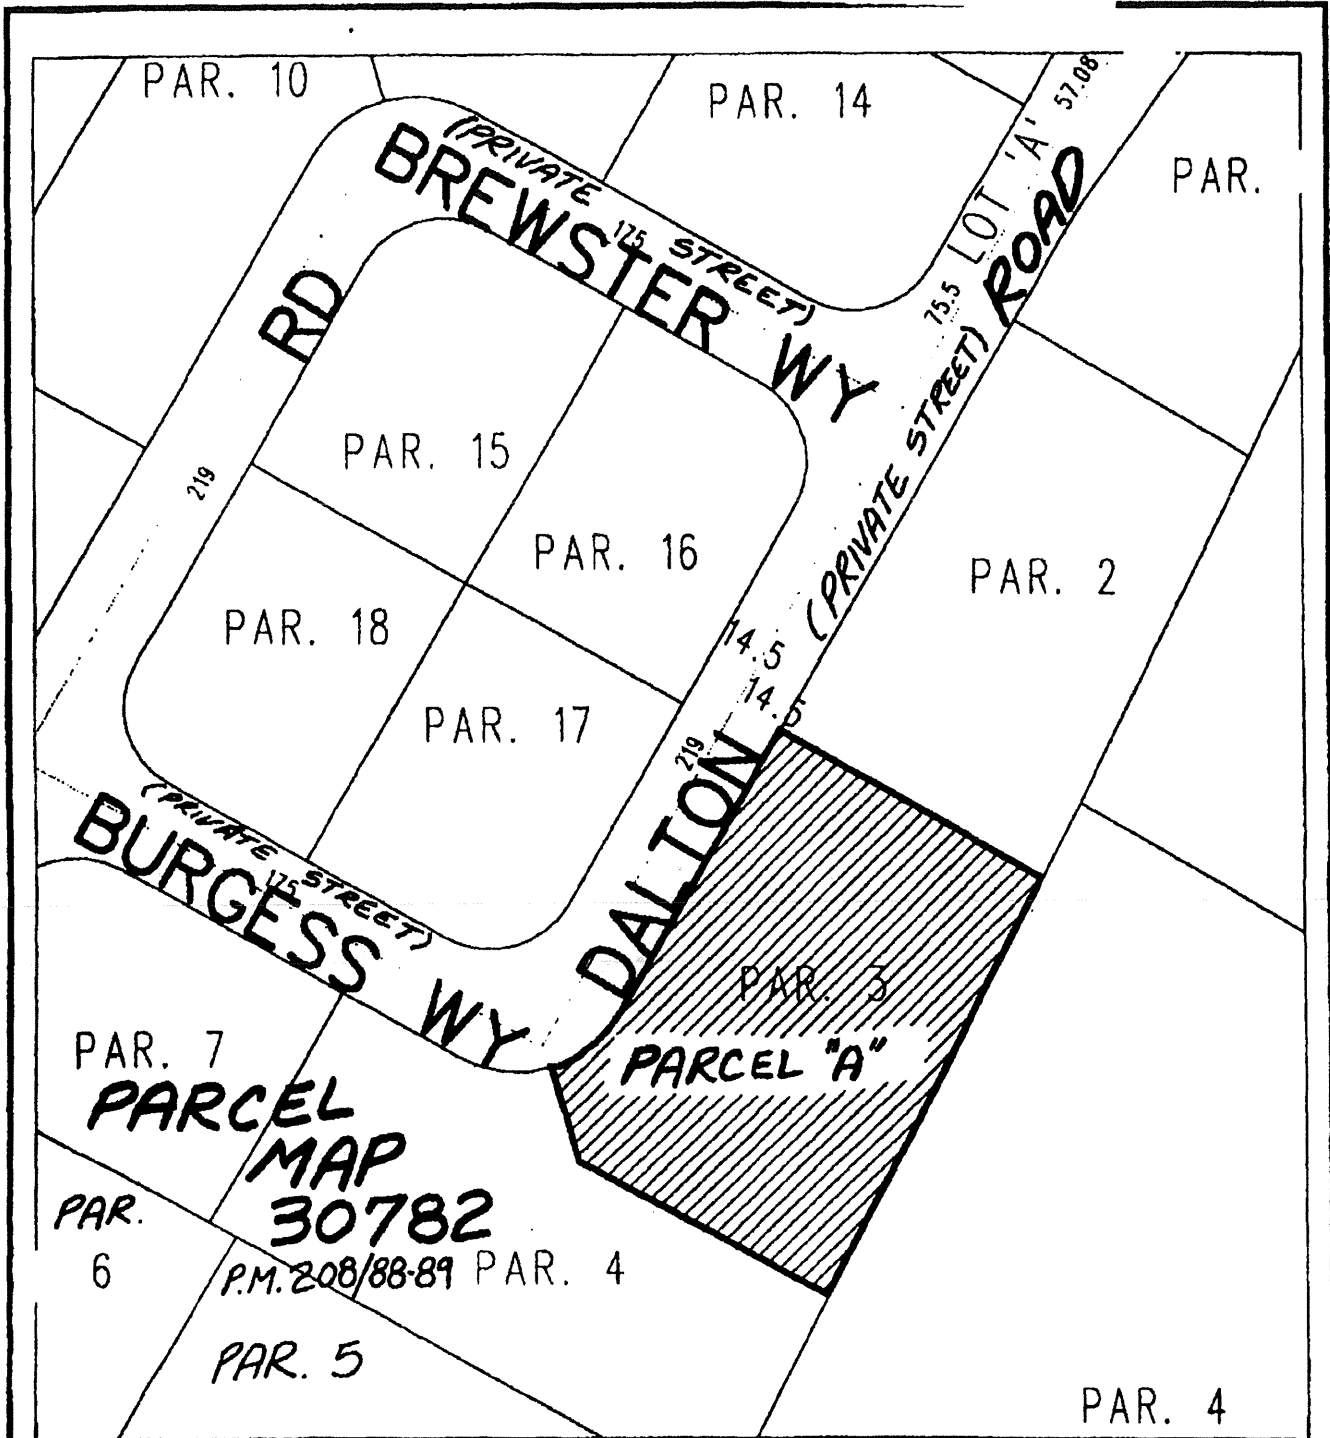 PAR. 10
PAR. 14
57.08
LOT 'A'
PAR.
(PRIVATE STREET)
BREWSTER WY
175
RD
ROAD
75.5
(PRIVATE STREET)
PAR. 15
219
PAR. 16
PAR. 2
PAR. 18
14.5
14.5
PAR. 17
219
DALTON
(PRIVATE STREET)
BURGESS WY
175
PAR. 3
PARCEL "A"
PAR. 7
PARCEL
MAP
30782
P.M. 208/88-89
PAR.
6
PAR. 4
PAR. 5
PAR. 4